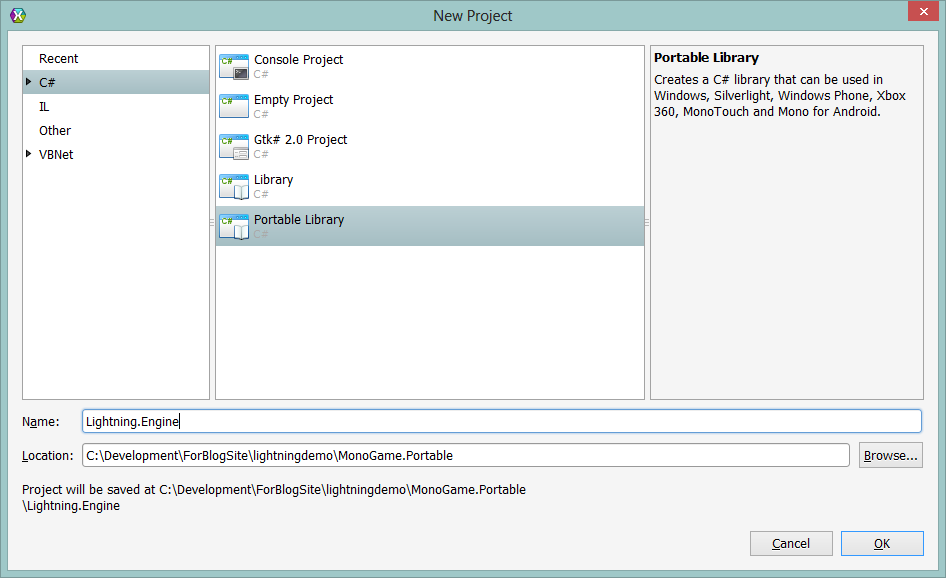 New Project
Recent
C#
IL
Other
VBNet
C#
Console Project
C#
C#
Empty Project
C#
C#
Gtk# 2.0 Project
C#
C#
Library
C#
C#
Portable Library
C#
Portable Library
Creates a C# library that can be used in
Windows, Silverlight, Windows Phone, Xbox
360, MonoTouch and Mono for Android.
Name:
Lightning.Engine
Location:
C:\Development\ForBlogSite\lightningdemo\MonoGame.Portable
Browse...
Project will be saved at C:\Development\ForBlogSite\lightningdemo\MonoGame.Portable
\Lightning.Engine
Cancel
OK